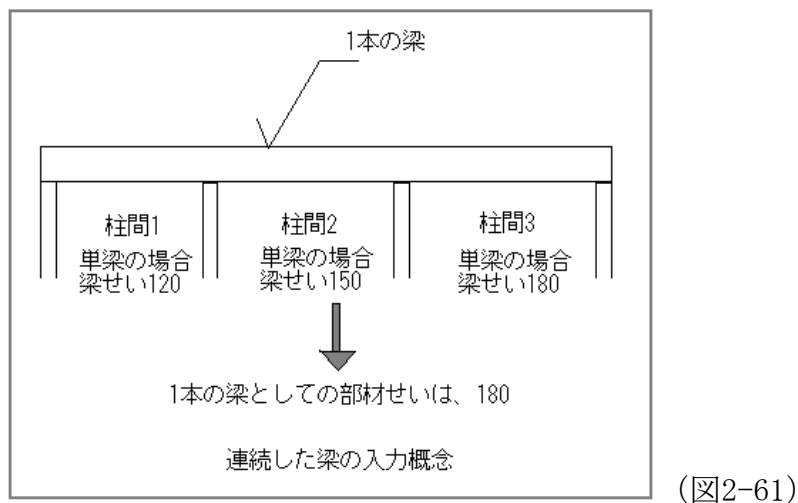 1本の梁
柱間1
単梁の場合
梁せい120
柱間2
単梁の場合
梁せい150
柱間3
単梁の場合
梁せい180
1本の梁としての部材せいは、180
連続した梁の入力概念
(図2-61)